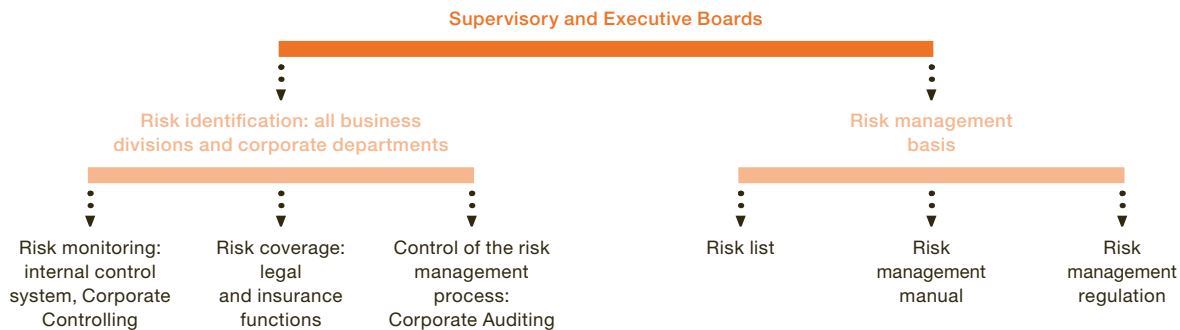 Supervisory and Executive Boards
Risk identification: all business
divisions and corporate departments
Risk management
basis
Risk monitoring:
internal control
system, Corporate
Controlling
Risk coverage:
legal
and insurance
functions
Control of the risk
management
process:
Corporate Auditing
Risk list
Risk
management
manual
Risk
management
regulation